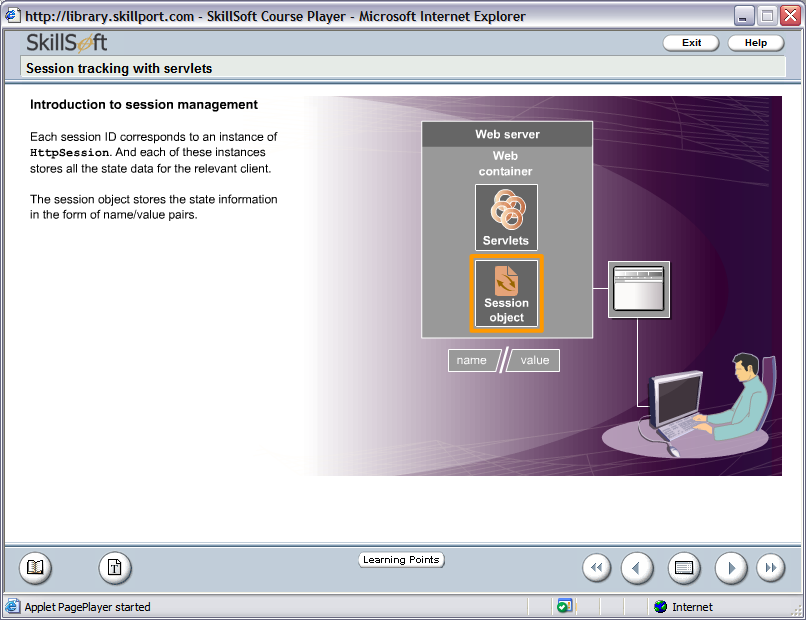 http://library.skillport.com - SkillSoft Course Player - Microsoft Internet Explorer
SkillSoft
Exit
Help
Session tracking with servlets
Introduction to session management
Each session ID corresponds to an instance of
HttpSession. And each of these instances
stores all the state data for the relevant client.
The session object stores the state information
in the form of name/value pairs.
Web server
Web
container
Servlets
Session
object
name
value
Learning Points
Applet PagePlayer started
Internet